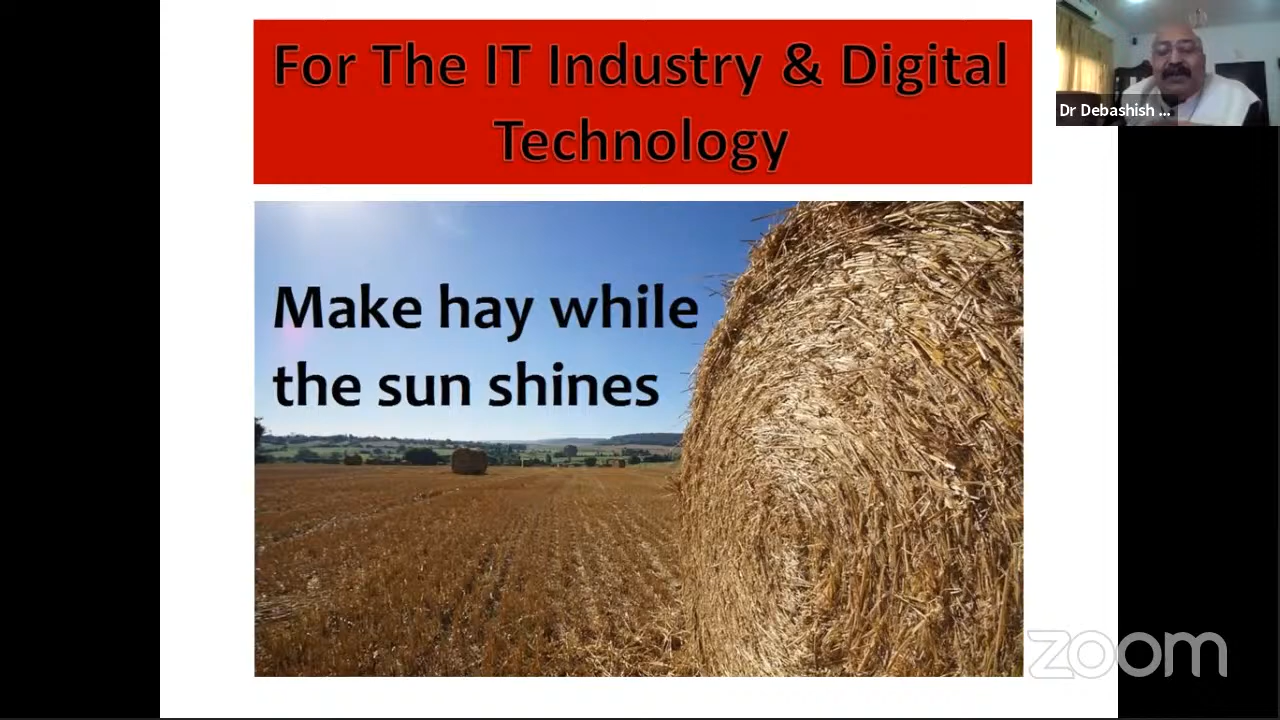 For The IT Industry & Digital
Technology
Dr Debashish ...
Make hay while
the sun shines
zoom